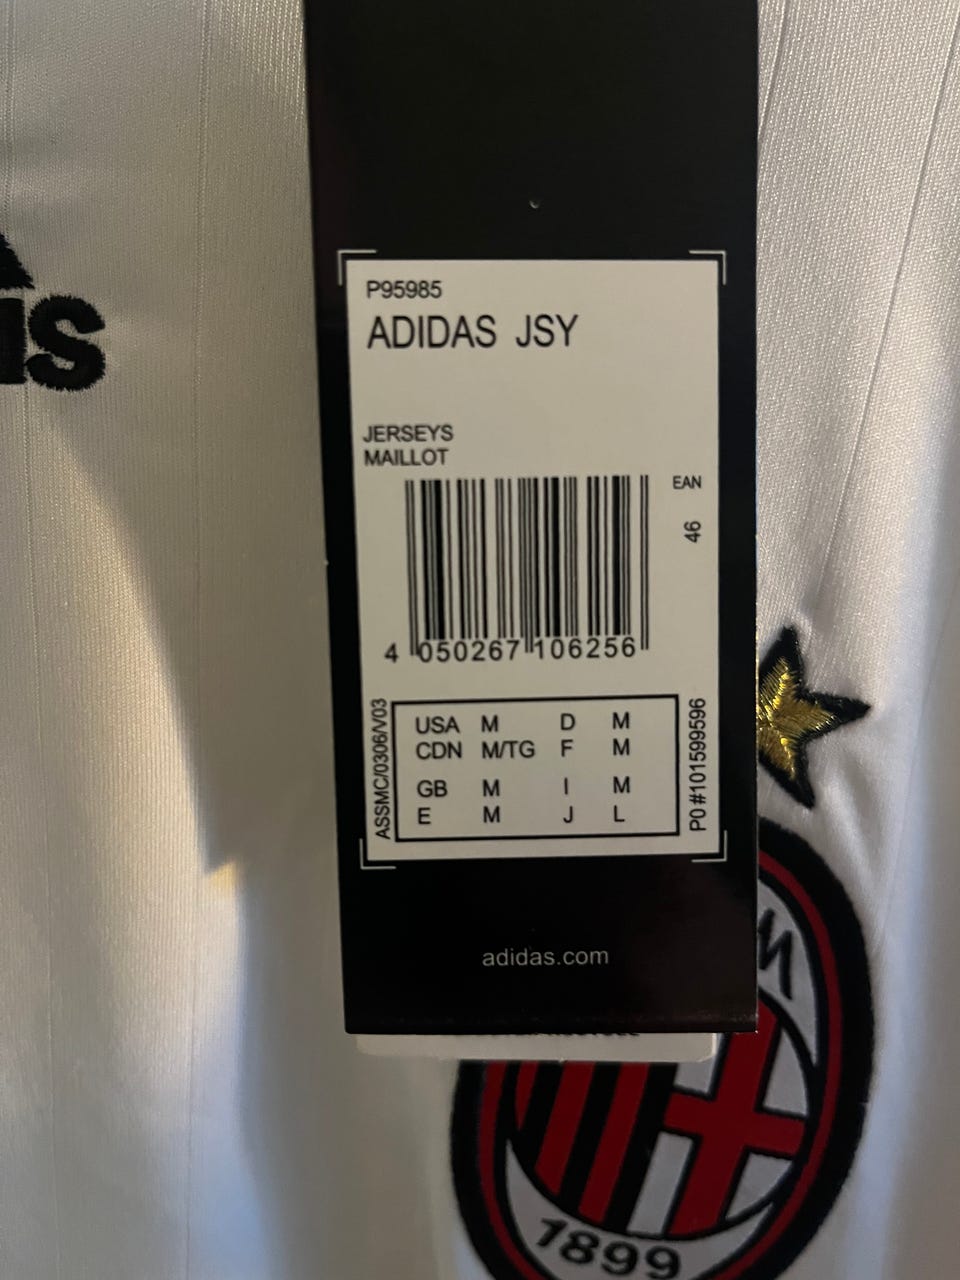 P95985
ADIDAS JSY
JERSEYS
MAILLOT
EAN
46
4 050267 106256
ASSMC/0306/V03
USA M D M
CDN M/TG F M
GB M I M
E M J L
PO #101599596
adidas.com
1899